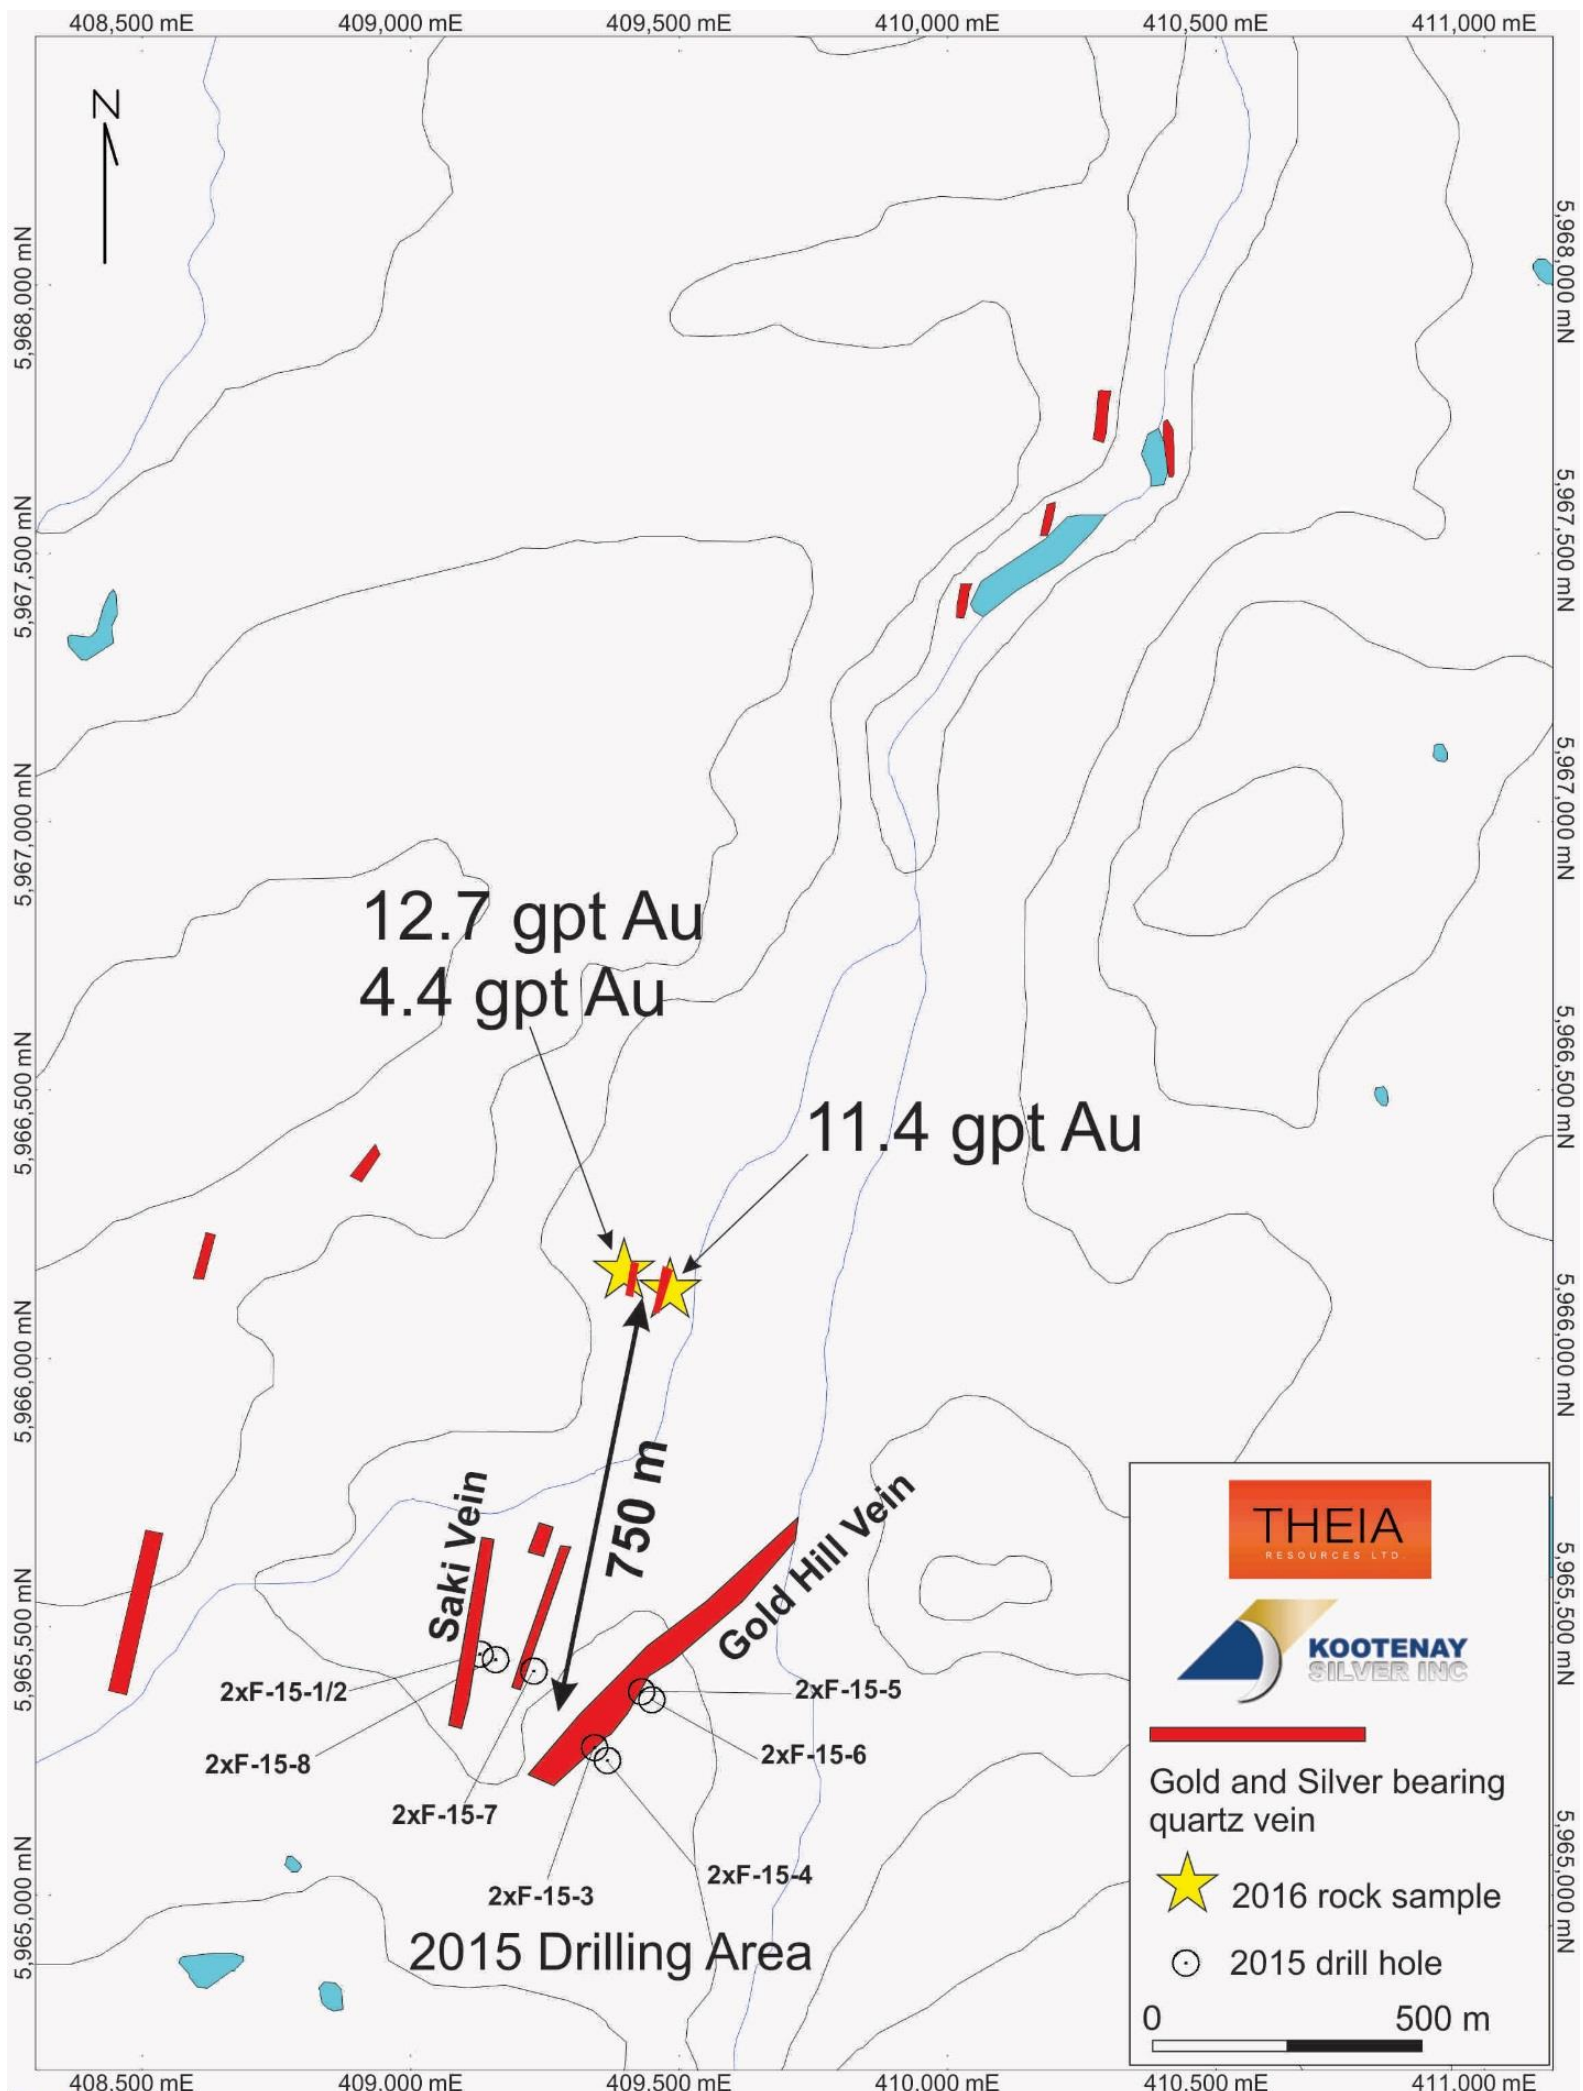 408,500 mE
409,000 mE
409,500 mE
410,000 mE
410,500 mE
411,000 mE
N
5,968,000 mN
5,968,000 mN
5,967,500 mN
5,967,500 mN
5,967,000 mN
5,967,000 mN
12.7 gpt Au
4.4 gpt Au
5,966,500 mN
5,966,500 mN
11.4 gpt Au
5,966,000 mN
5,966,000 mN
750 m
Saki Vein
Gold Hill Vein
5,965,500 mN
5,965,500 mN
2xF-15-1/2
2xF-15-5
2xF-15-8
2xF-15-6
2xF-15-7
2xF-15-4
2xF-15-3
5,965,000 mN
5,965,000 mN
2015 Drilling Area
THEIA
RESOURCES LTD.
KOOTENAY
SILVER INC
Gold and Silver bearing
quartz vein
2016 rock sample
2015 drill hole
0 500 m
408,500 mE
409,000 mE
409,500 mE
410,000 mE
410,500 mE
411,000 mE